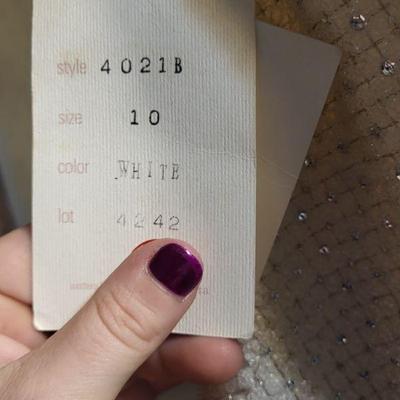 style 4021B
size 10
color WHITE
lot 4242